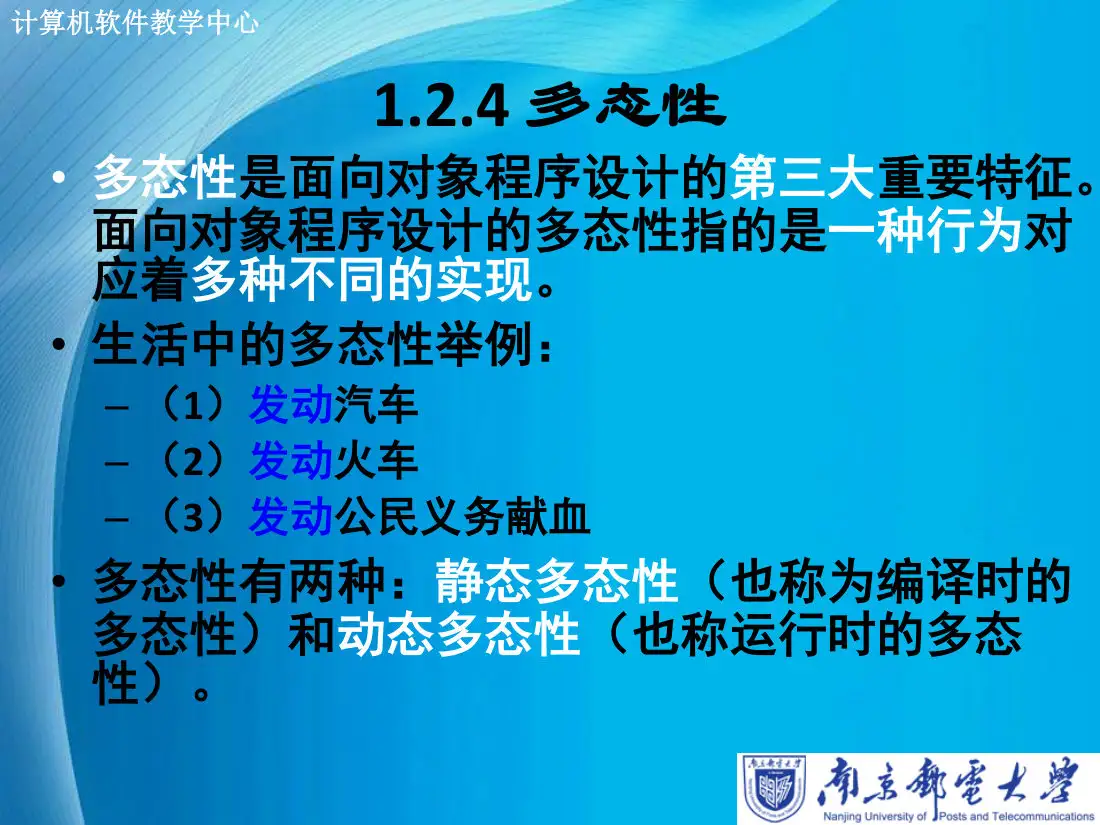 计算机软件教学中心
1.2.4 多态性
• 多态性是面向对象程序设计的第三大重要特征。
面向对象程序设计的多态性指的是一种行为对
应着多种不同的实现。
• 生活中的多态性举例：
– （1）发动汽车
– （2）发动火车
– （3）发动公民义务献血
• 多态性有两种：静态多态性（也称为编译时的
多态性）和动态多态性（也称运行时的多态
性）。
南京郵電大學
Nanjing University of Posts and Telecommunications